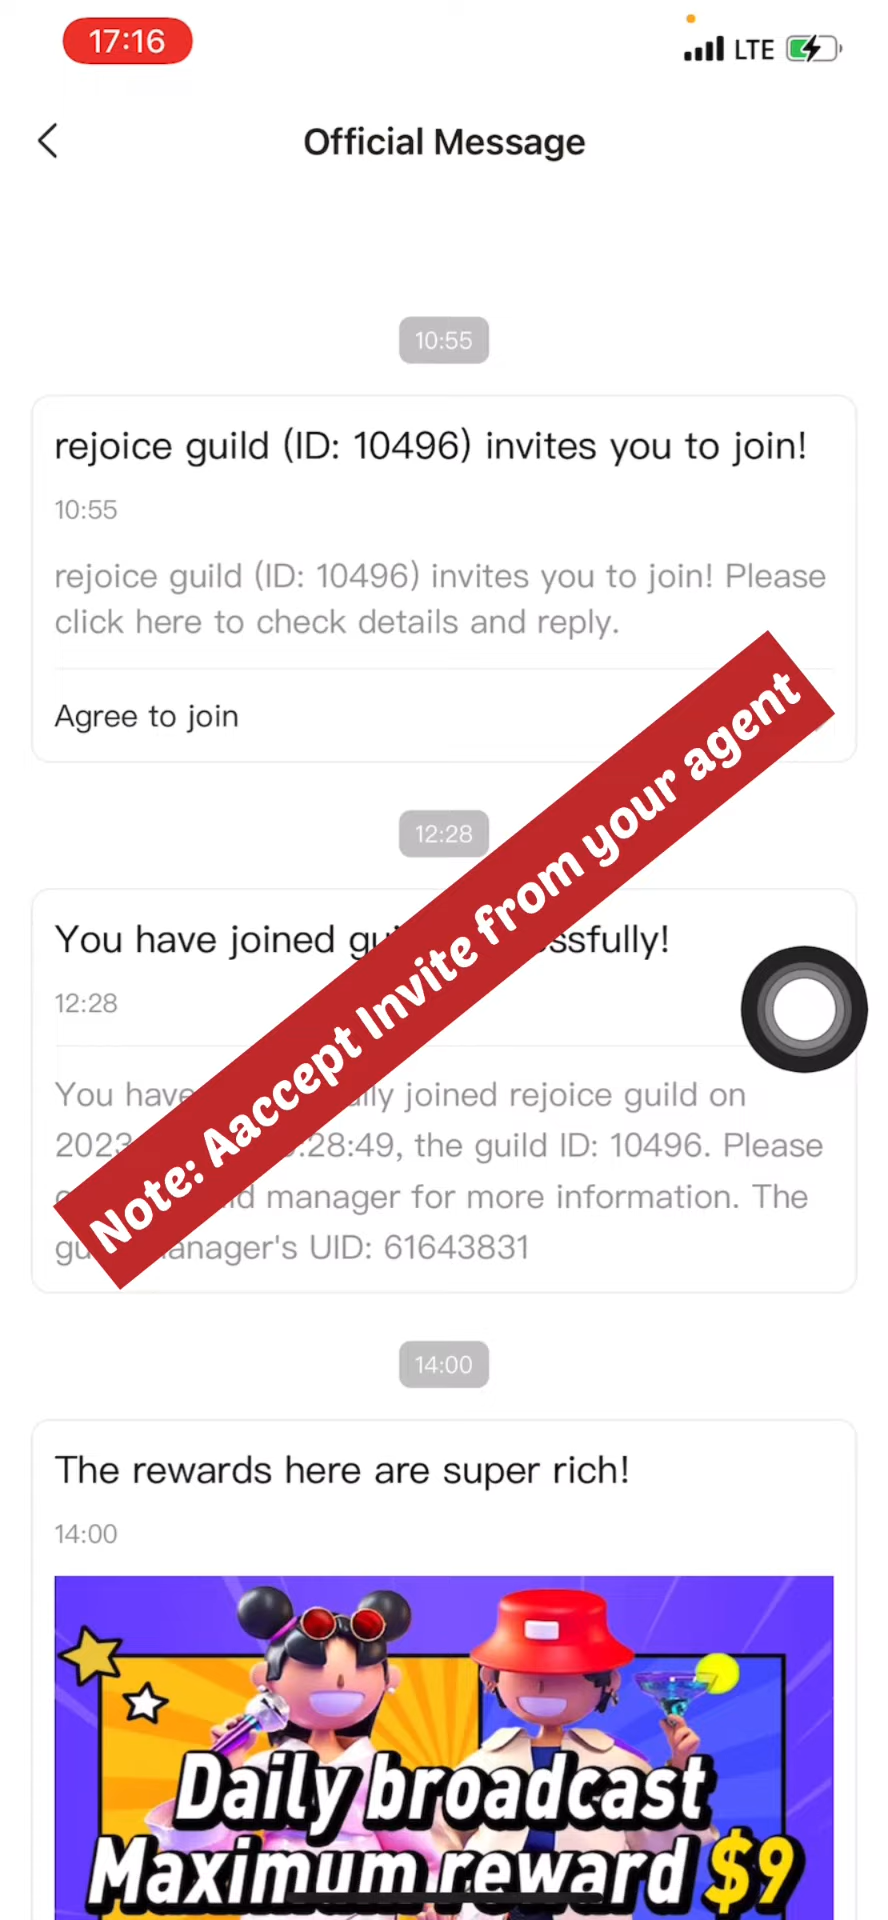 17:16
LTE
Official Message
10:55
rejoice guild (ID: 10496) invites you to join!
10:55
rejoice guild (ID: 10496) invites you to join! Please
click here to check details and reply.
Agree to join
12:28
You have joined ssfully!
12:28
You have joined rejoice guild on
2023 :28:49, the guild ID: 10496. Please
manager for more information. The
anager's UID: 61643831
Note: Aaccept Invite from your agent
14:00
The rewards here are super rich!
14:00
Daily broadcast
Maximum reward $9